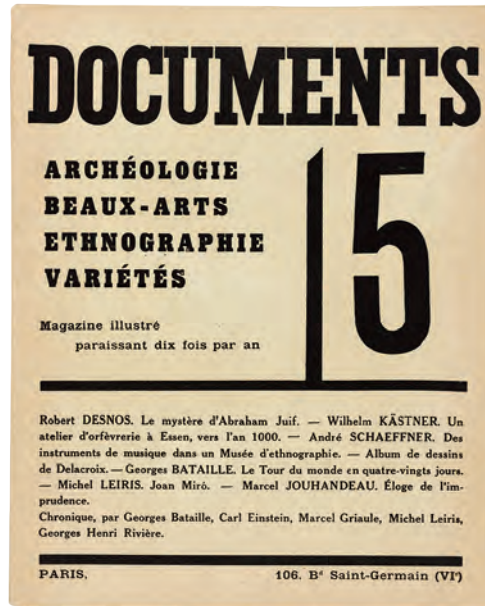 DOCUMENTS
ARCHÉOLOGIE
BEAUX-ARTS
ETHNOGRAPHIE
VARIÉTÉS
5
Magazine illustré
paraissant dix fois par an
Robert DESNOS. Le mystère d'Abraham Juif. — Wilhelm KÄSTNER. Un
atelier d'orfèvrerie à Essen, vers l'an 1000. — André SCHAEFFNER. Des
instruments de musique dans un Musée d'ethnographie. — Album de dessins
de Delacroix. — Georges BATAILLE. Le Tour du monde en quatre-vingts jours.
— Michel LEIRIS. Joan Miró. — Marcel JOUHANDEAU. Éloge de l'im-
prudence.
Chronique, par Georges Bataille, Carl Einstein, Marcel Griaule, Michel Leiris,
Georges Henri Rivière.
PARIS, 106. Bd Saint-Germain (VIe)